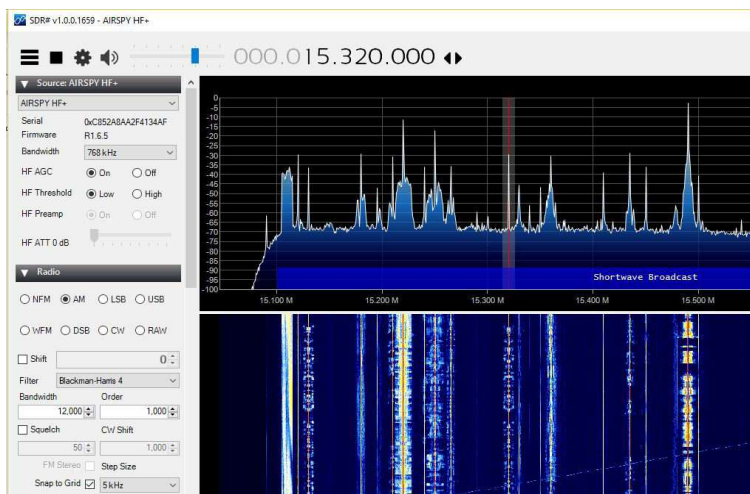 SDR# v1.0.0.1659 - AIRSPY HF+
000.015.320.000
Source: AIRSPY HF+
AIRSPY HF+
Serial 0xC852A8AA2F4134AF
Firmware R1.6.5
Bandwidth 768 kHz
HF AGC On Off
HF Threshold Low High
HF Preamp On Off
HF ATT 0 dB
Radio
NFM AM LSB USB
WFM DSB CW RAW
Shift 0
Filter Blackman-Harris 4
Bandwidth Order
12,000 1,000
Squelch CW Shift
50 1,000
FM Stereo Step Size
Snap to Grid 5 kHz
0
-5
-10
-15
-20
-25
-30
-35
-40
-45
-50
-55
-60
-65
-70
-75
-80
-85
-90
-95
-100
Shortwave Broadcast
15.100 M 15.200 M 15.300 M 15.400 M 15.500 M